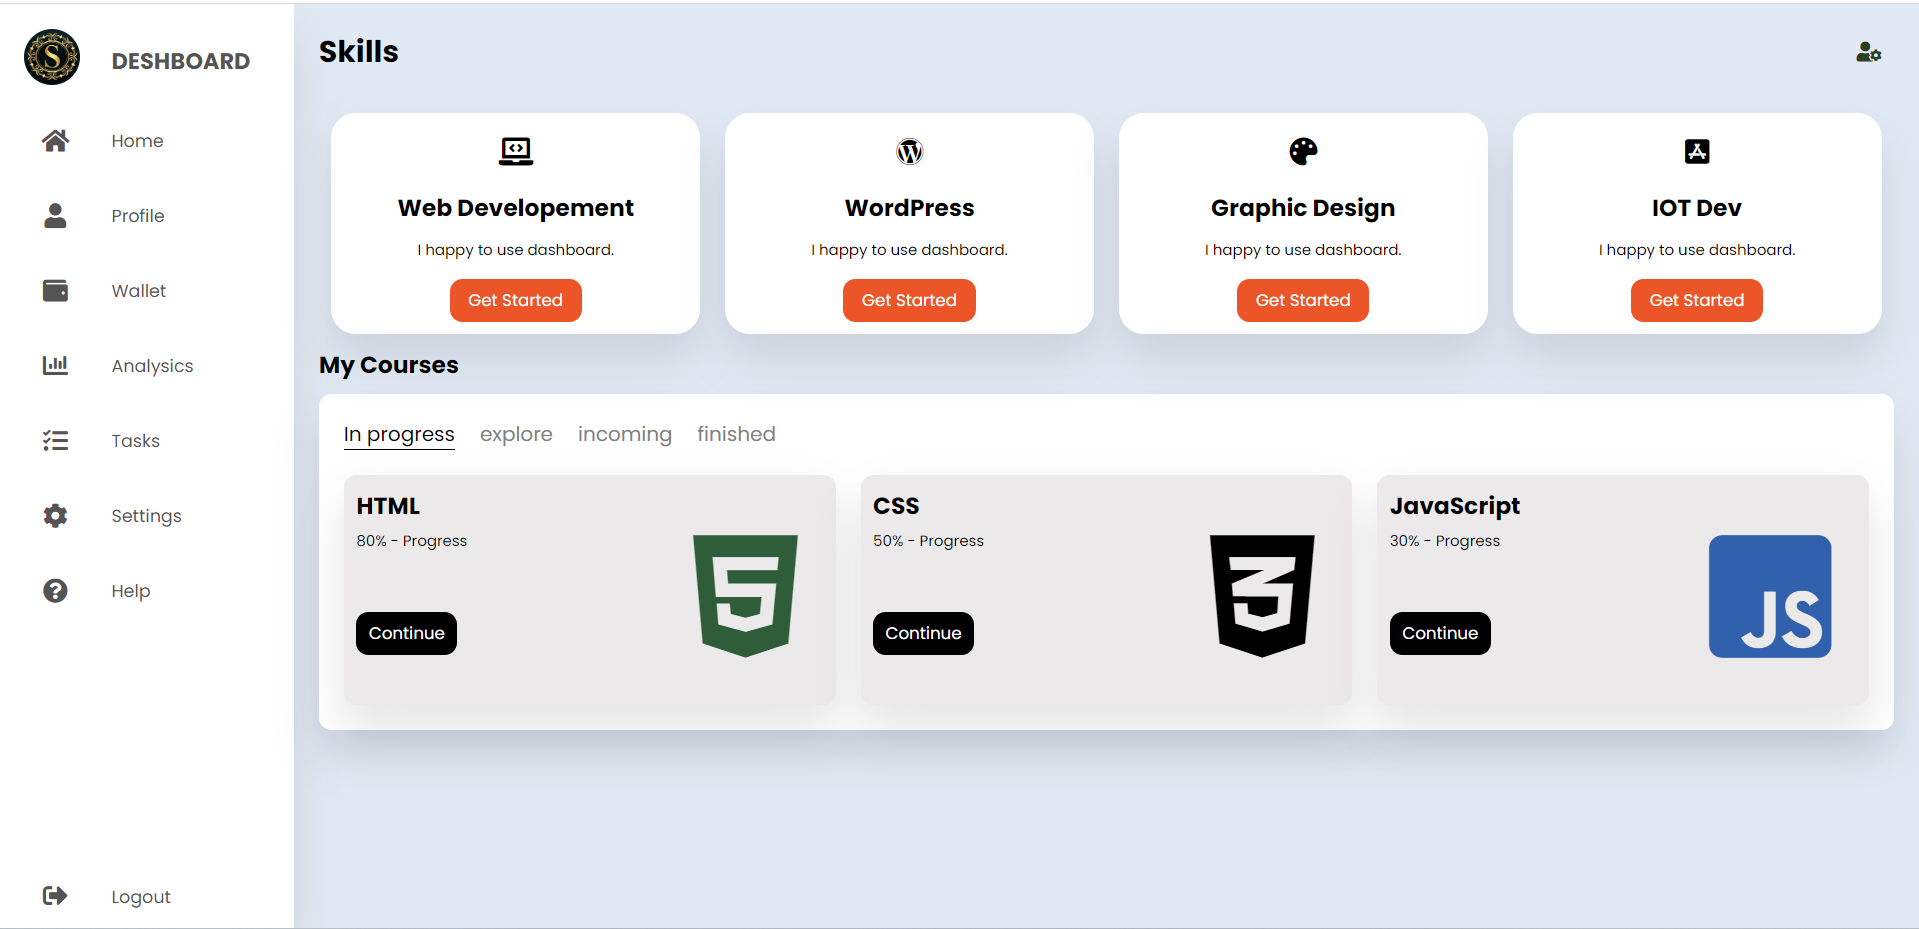 S
DESHBOARD
Home
Profile
Wallet
Analysics
Tasks
Settings
Help
Logout
Skills
Web Developement
I happy to use dashboard.
Get Started
WordPress
I happy to use dashboard.
Get Started
Graphic Design
I happy to use dashboard.
Get Started
IOT Dev
I happy to use dashboard.
Get Started
My Courses
In progress explore incoming finished
HTML
80% - Progress
Continue
5
CSS
50% - Progress
Continue
3
JavaScript
30% - Progress
Continue
JS